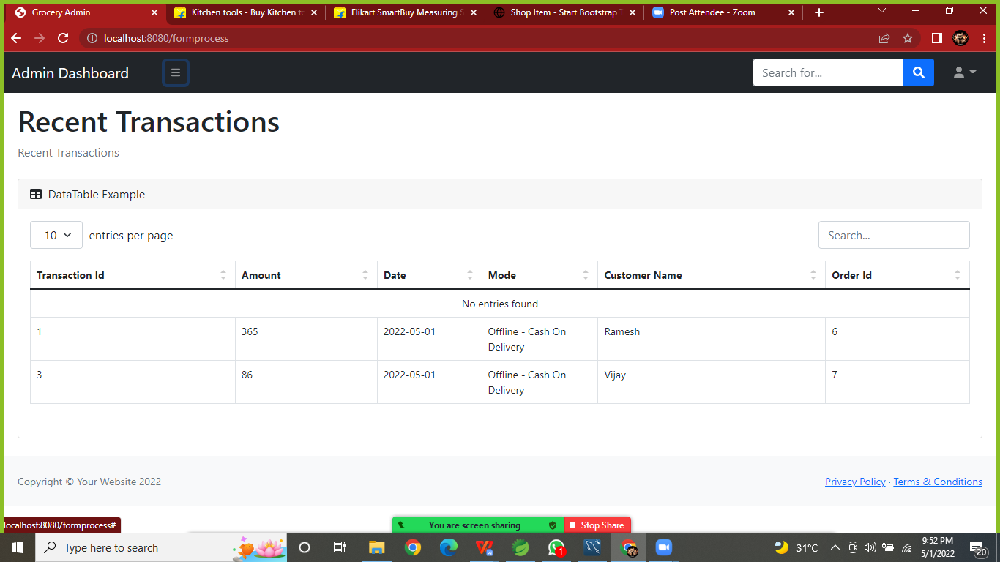 Grocery Admin
Kitchen tools - Buy Kitchen to
Flikart SmartBuy Measuring S
Shop Item - Start Bootstrap T
Post Attendee - Zoom
localhost:8080/formprocess
Admin Dashboard
Search for...
Recent Transactions
Recent Transactions
DataTable Example
10 entries per page
Search...
Transaction Id Amount Date Mode Customer Name Order Id
No entries found
1 365 2022-05-01 Offline - Cash On Ramesh 6
Delivery
3 86 2022-05-01 Offline - Cash On Vijay 7
Delivery
Copyright © Your Website 2022
Privacy Policy · Terms & Conditions
localhost:8080/formprocess#
You are screen sharing
Stop Share
Type here to search
1
31°C
9:52 PM
5/1/2022
20